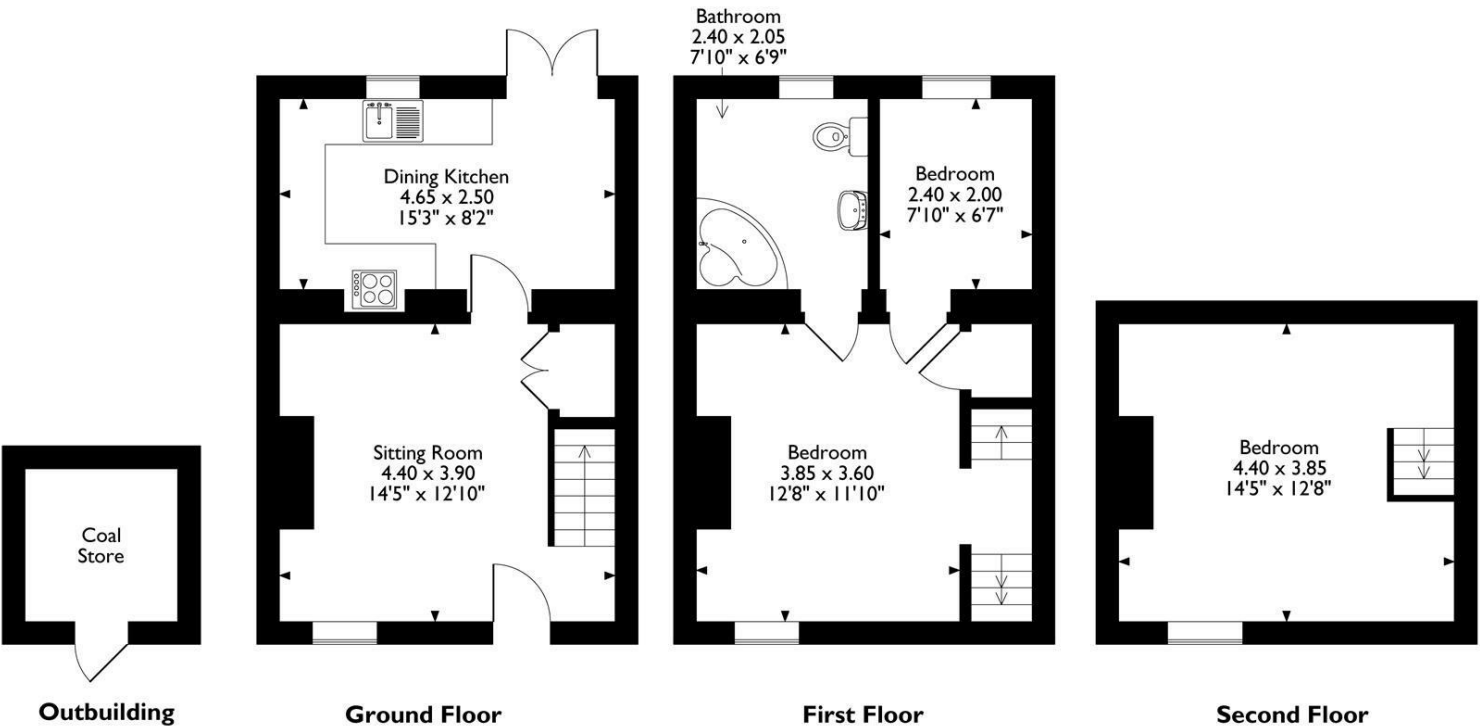 Bathroom
2.40 x 2.05
7'10" x 6'9"
Dining Kitchen
4.65 x 2.50
15'3" x 8'2"
Bedroom
2.40 x 2.00
7'10" x 6'7"
Sitting Room
4.40 x 3.90
14'5" x 12'10"
Bedroom
3.85 x 3.60
12'8" x 11'10"
Bedroom
4.40 x 3.85
14'5" x 12'8"
Coal
Store
Outbuilding
Ground Floor
First Floor
Second Floor